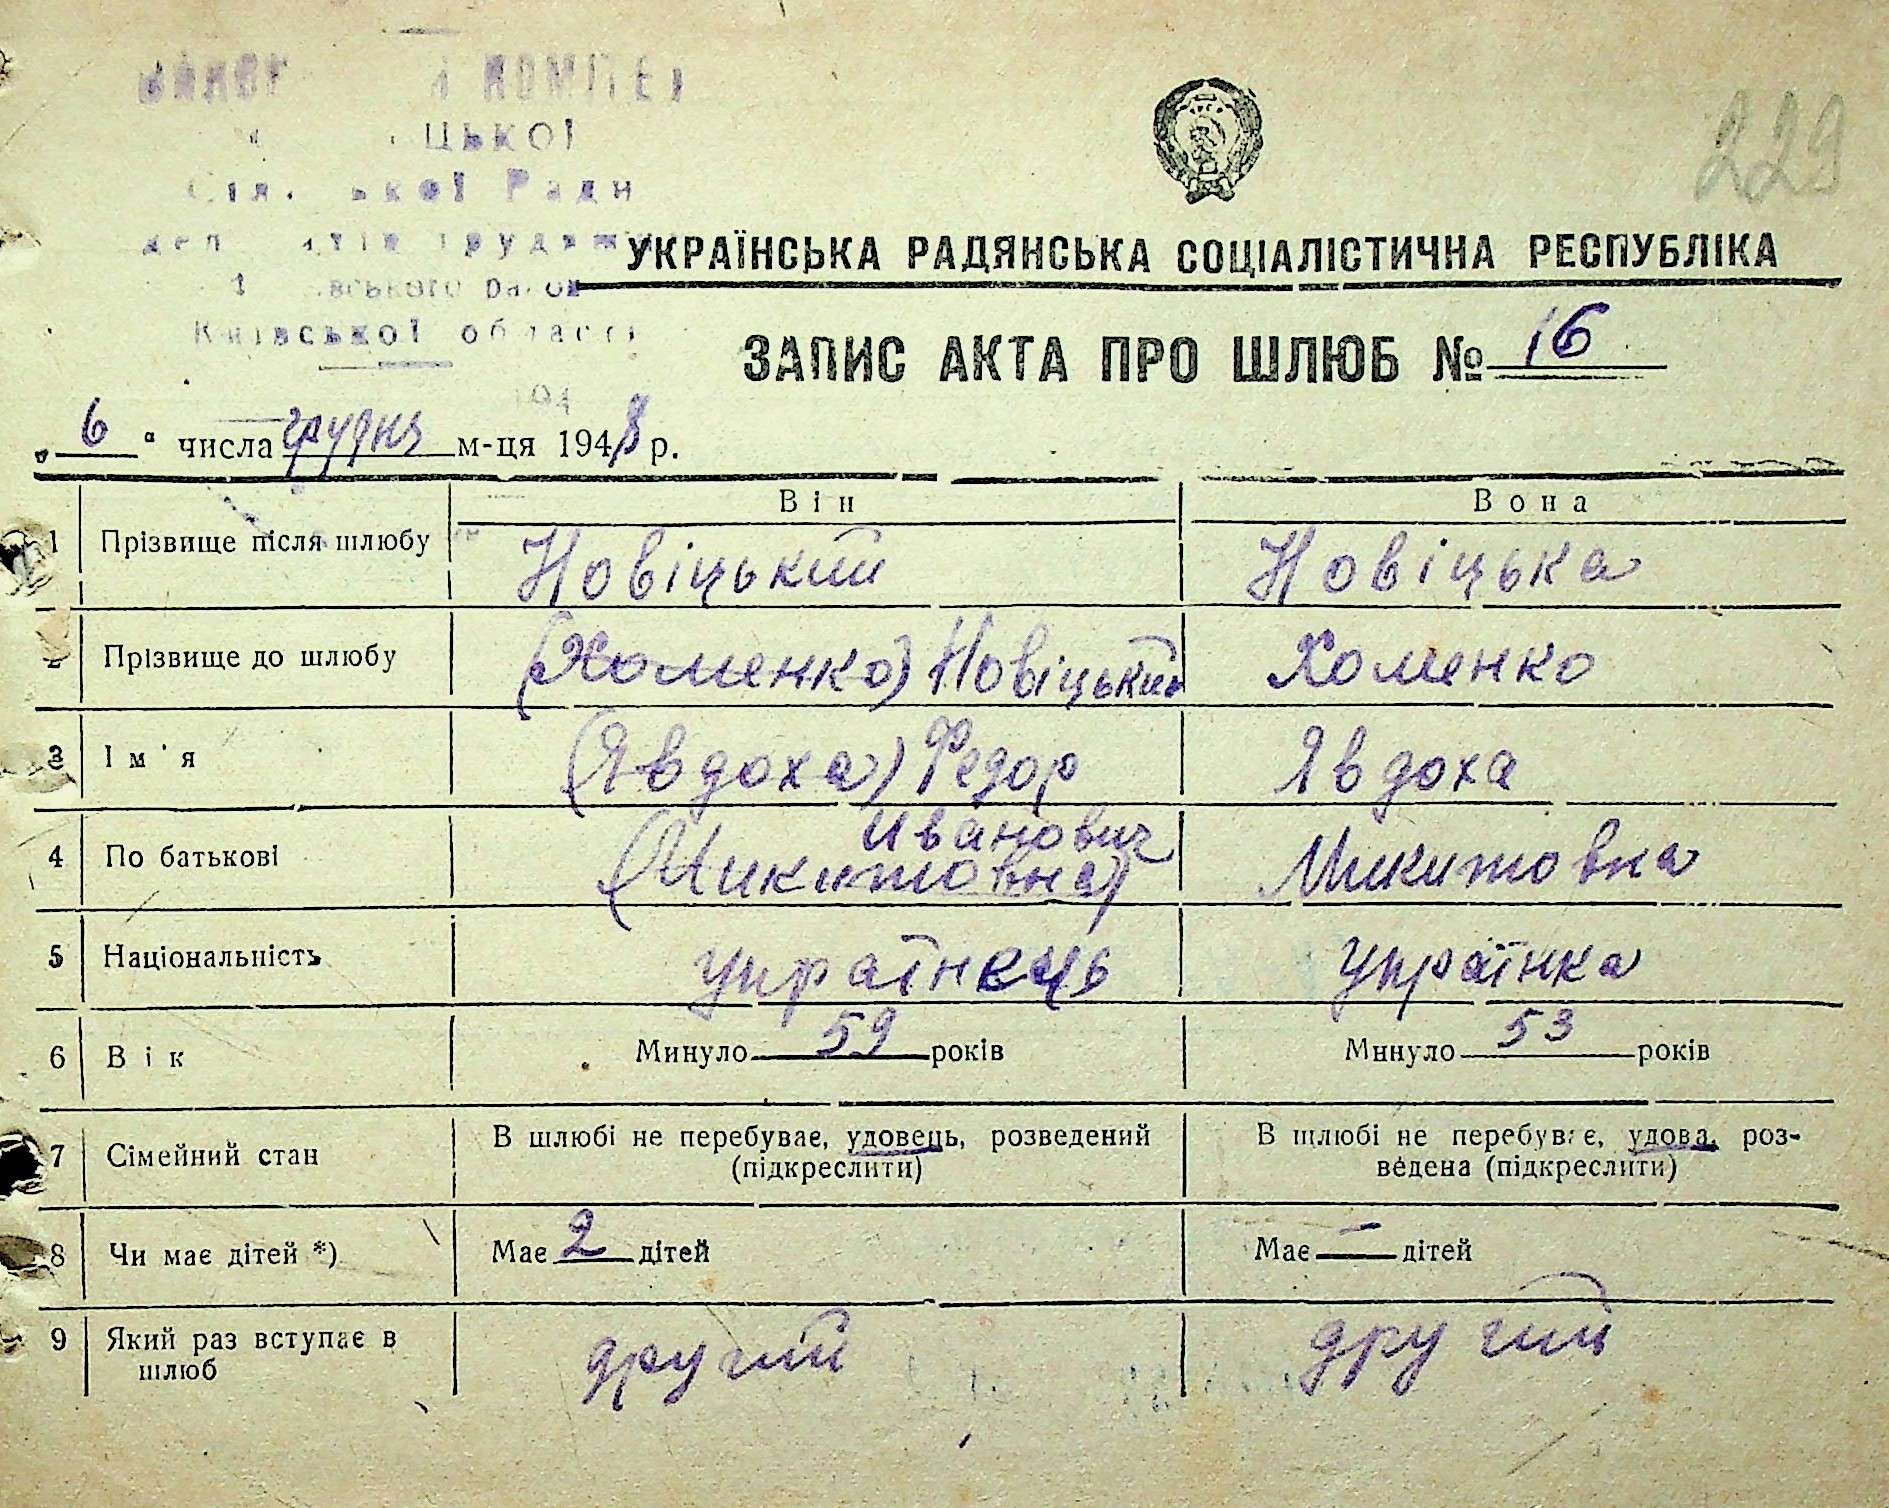 цької
Ради
Київської області
229
УКРАЇНСЬКА РАДЯНСЬКА СОЦІАЛІСТИЧНА РЕСПУБЛІКА
ЗАПИС АКТА ПРО ШЛЮБ № 16
„ 6 “ числа грудня м-ця 1948 р.
Він Вона
1 Прізвище після шлюбу Новіцький Новіцька
2 Прізвище до шлюбу (Хоменко) Новіцький Хоменко
3 Ім'я (Явдоха) Федор Явдоха
Иванович
4 По батькові (Микитовна) Микитовна
5 Національність українець українка
6 Вік Минуло 59 років Минуло 53 років
7 Сімейний стан В шлюбі не перебуває, удовець, розведений (підкреслити) В шлюбі не перебуває, удова, роз-
ведена (підкреслити)
8 Чи має дітей *) Має 2 дітей Має — дітей
9 Який раз вступає в шлюб другий другий